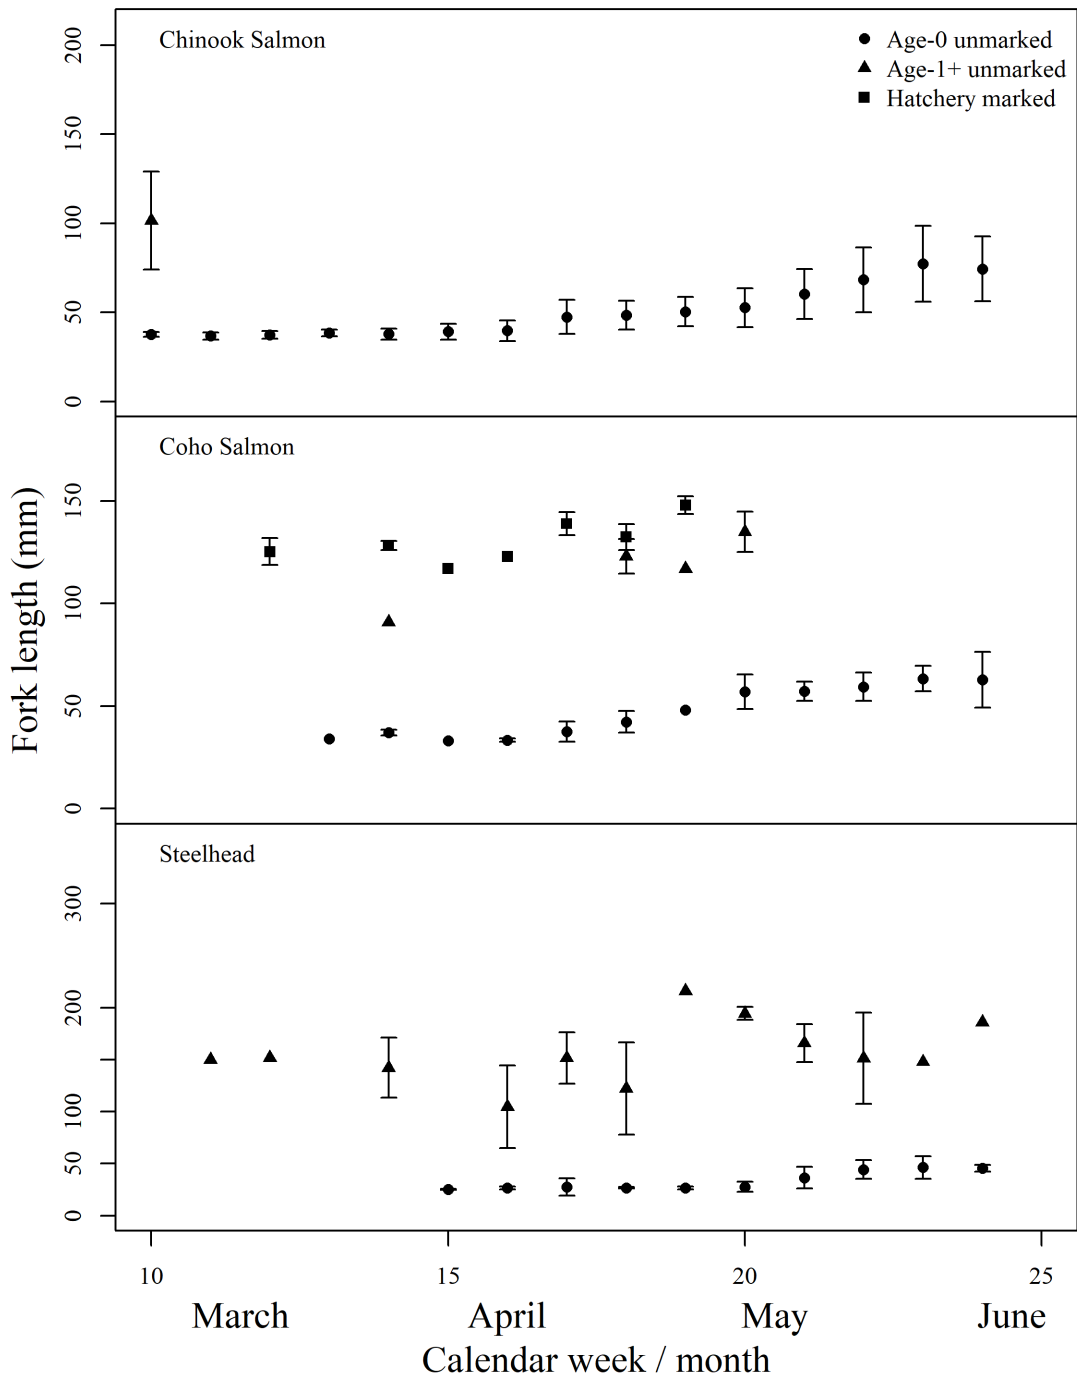 Chinook Salmon
Age-0 unmarked
Age-1+ unmarked
Hatchery marked
200
150
100
50
0
Coho Salmon
150
100
50
0
Steelhead
300
200
100
50
0
Fork length (mm)
10 15 20 25
March April May June
Calendar week / month